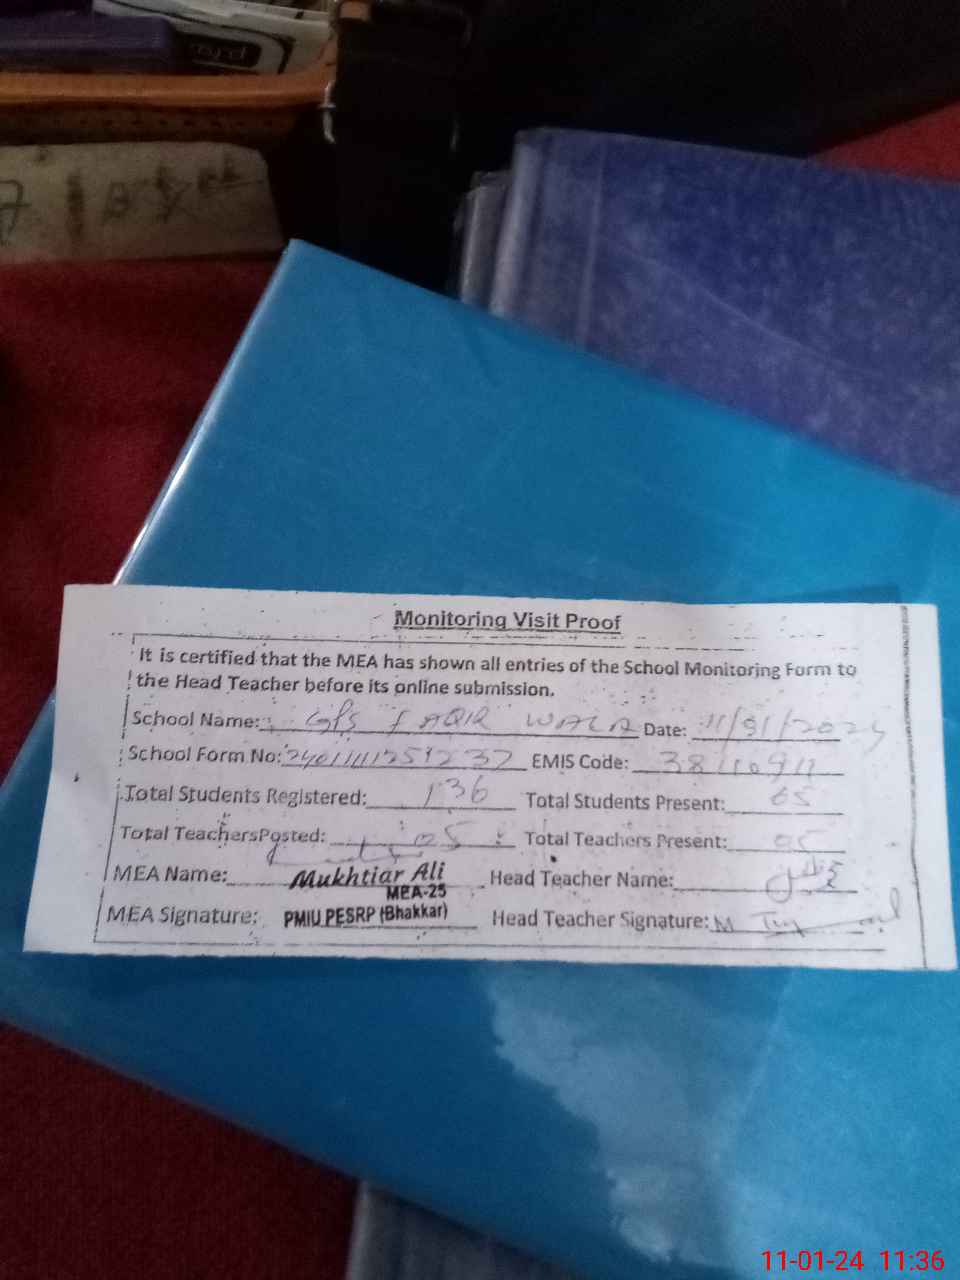 Monitoring Visit Proof
It is certified that the MEA has shown all entries of the School Monitoring Form to
the Head Teacher before its online submission.
School Name: GPS FAQIR WALA Date: 11/01/2024
School Form No: EMIS Code: 38110911
Total Students Registered: 136 Total Students Present: 65
Total TeachersPosted: 05 Total Teachers Present: 05
MEA Name: Mukhtiar Ali Head Teacher Name:
MEA-25
MEA Signature: PMIU PESRP (Bhakkar) Head Teacher Signature: M
11-01-24 11:36